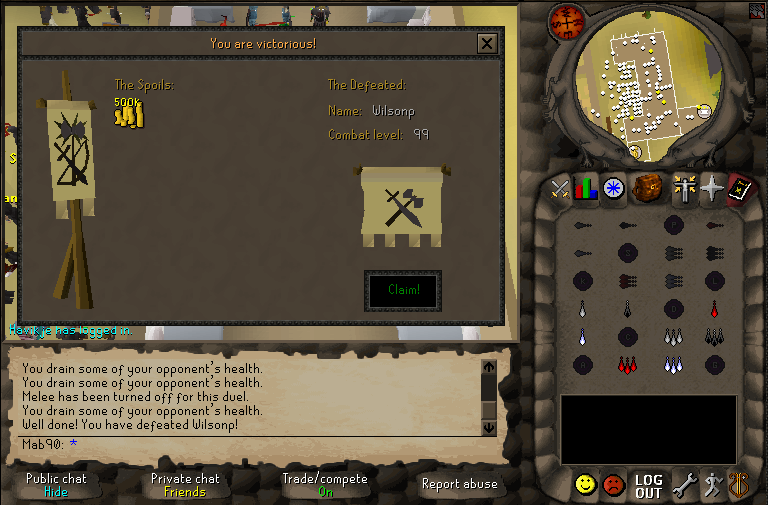 You are victorious!
The Spoils:
500K
The Defeated:
Name: Wilsonp
Combat level: 99
Claim!
Havikje has logged in.
You drain some of your opponent's health.
You drain some of your opponent's health.
Melee has been turned off for this duel.
You drain some of your opponent's health.
Well done! You have defeated Wilsonp!
Mab90: *
Public chat
Hide
Private chat
Friends
Trade/compete
On
Report abuse
LOG
OUT